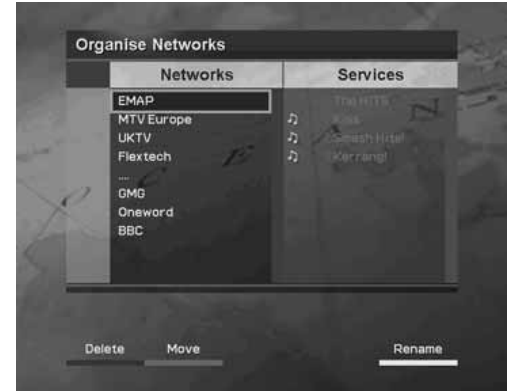 Organise Networks
Networks
Services
EMAP
MTV Europe
UKTV
Flextech
....
GMG
Oneword
BBC
The HITS
Kiss
Smash Hits!
Kerrang!
Delete
Move
Rename